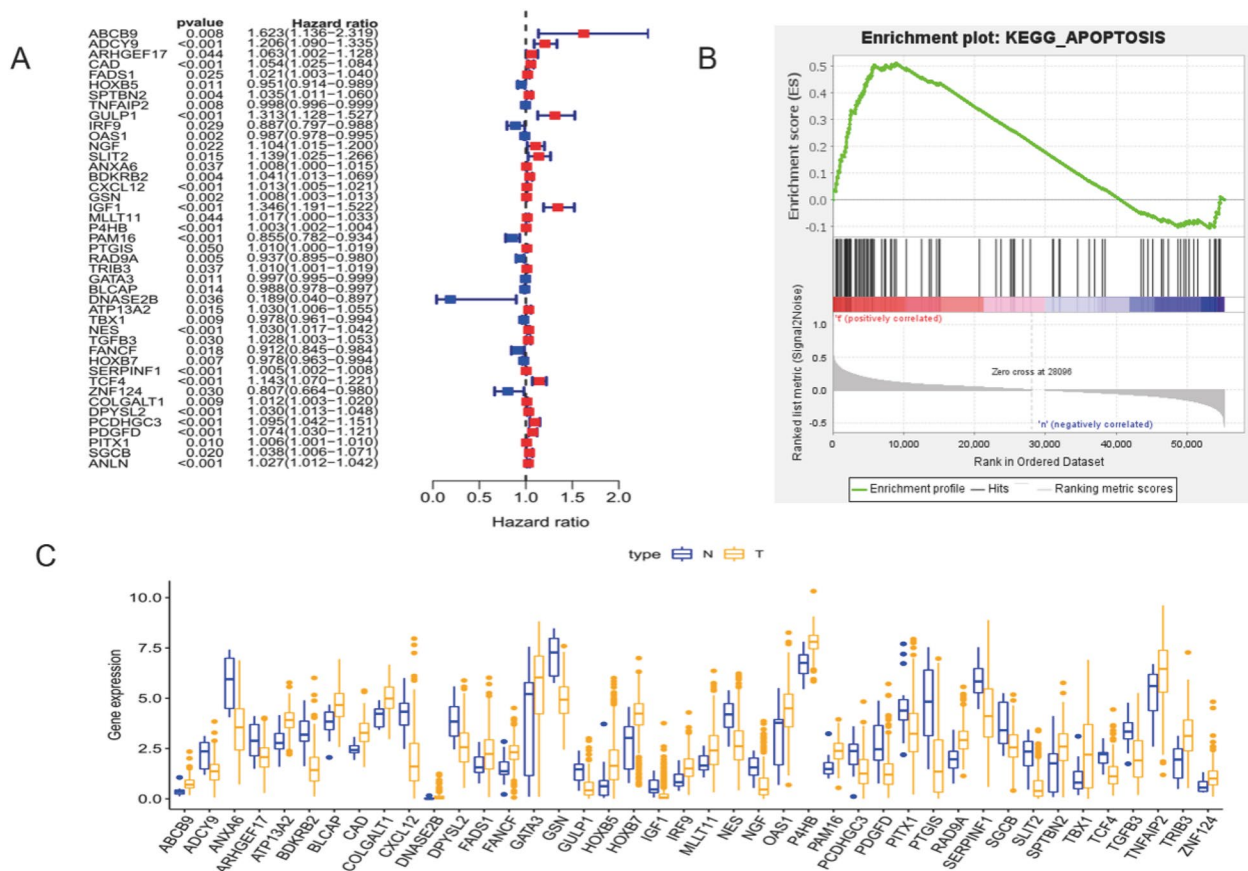 A
pvalue Hazard ratio
ABCB9 0.008 1.623(1.136−2.319)
ADCY9 <0.001 1.206(1.090−1.335)
ARHGEF17 0.044 1.063(1.002−1.128)
CAD <0.001 1.054(1.025−1.084)
FADS1 0.025 1.021(1.003−1.040)
HOXB5 0.011 0.951(0.914−0.989)
SPTBN2 0.004 1.035(1.011−1.060)
TNFAIP2 0.008 0.998(0.996−0.999)
GULP1 <0.001 1.313(1.128−1.527)
IRF9 0.029 0.887(0.797−0.988)
OAS1 0.002 0.987(0.978−0.995)
NGF 0.022 1.104(1.015−1.200)
SLIT2 0.015 1.139(1.025−1.266)
ANXA6 0.037 1.008(1.000−1.015)
BDKRB2 0.004 1.041(1.013−1.069)
CXCL12 <0.001 1.013(1.005−1.021)
GSN 0.002 1.008(1.003−1.013)
IGF1 <0.001 1.346(1.191−1.522)
MLLT11 0.044 1.017(1.000−1.033)
P4HB <0.001 1.003(1.002−1.004)
PAM16 <0.001 0.855(0.782−0.934)
PTGIS 0.050 1.010(1.000−1.019)
RAD9A 0.005 0.937(0.895−0.980)
TRIB3 0.037 1.010(1.001−1.019)
GATA3 0.011 0.997(0.995−0.999)
BLCAP 0.014 0.988(0.978−0.997)
DNASE2B 0.036 0.189(0.040−0.897)
ATP13A2 0.015 1.030(1.006−1.055)
TBX1 0.009 0.978(0.961−0.994)
NES <0.001 1.030(1.017−1.042)
TGFB3 0.030 1.028(1.003−1.053)
FANCF 0.018 0.912(0.845−0.984)
HOXB7 0.007 0.978(0.963−0.994)
SERPINF1 <0.001 1.005(1.002−1.008)
TCF4 <0.001 1.143(1.070−1.221)
ZNF124 0.030 0.807(0.664−0.980)
COLGALT1 0.009 1.012(1.003−1.020)
DPYSL2 <0.001 1.030(1.013−1.048)
PCDHGC3 <0.001 1.095(1.042−1.151)
PDGFD <0.001 1.074(1.030−1.121)
PITX1 0.010 1.006(1.001−1.010)
SGCB 0.020 1.038(1.006−1.071)
ANLN <0.001 1.027(1.012−1.042)
0.0 0.5 1.0 1.5 2.0
Hazard ratio
B
Enrichment plot: KEGG_APOPTOSIS
Enrichment score (ES)
0.5
0.4
0.3
0.2
0.1
0.0
-0.1
't' (positively correlated)
Ranked list metric (Signal2Noise)
1.0
0.5
0.0
-0.5
Zero cross at 28096
'n' (negatively correlated)
0 10,000 20,000 30,000 40,000 50,000
Rank in Ordered Dataset
Enrichment profile Hits Ranking metric scores
C
type N T
Gene expression
10.0
7.5
5.0
2.5
0.0
ABCB9 ADCY9 ANXA6 ARHGEF17 ATP13A2 BDKRB2 BLCAP CAD COLGALT1 CXCL12 DNASE2B DPYSL2 FADS1 FANCF GATA3 GSN GULP1 HOXB5 HOXB7 IGF1 IRF9 MLLT11 NES NGF OAS1 P4HB PAM16 PCDHGC3 PDGFD PITX1 PTGIS RAD9A SERPINF1 SGCB SLIT2 SPTBN2 TBX1 TCF4 TGFB3 TNFAIP2 TRIB3 ZNF124